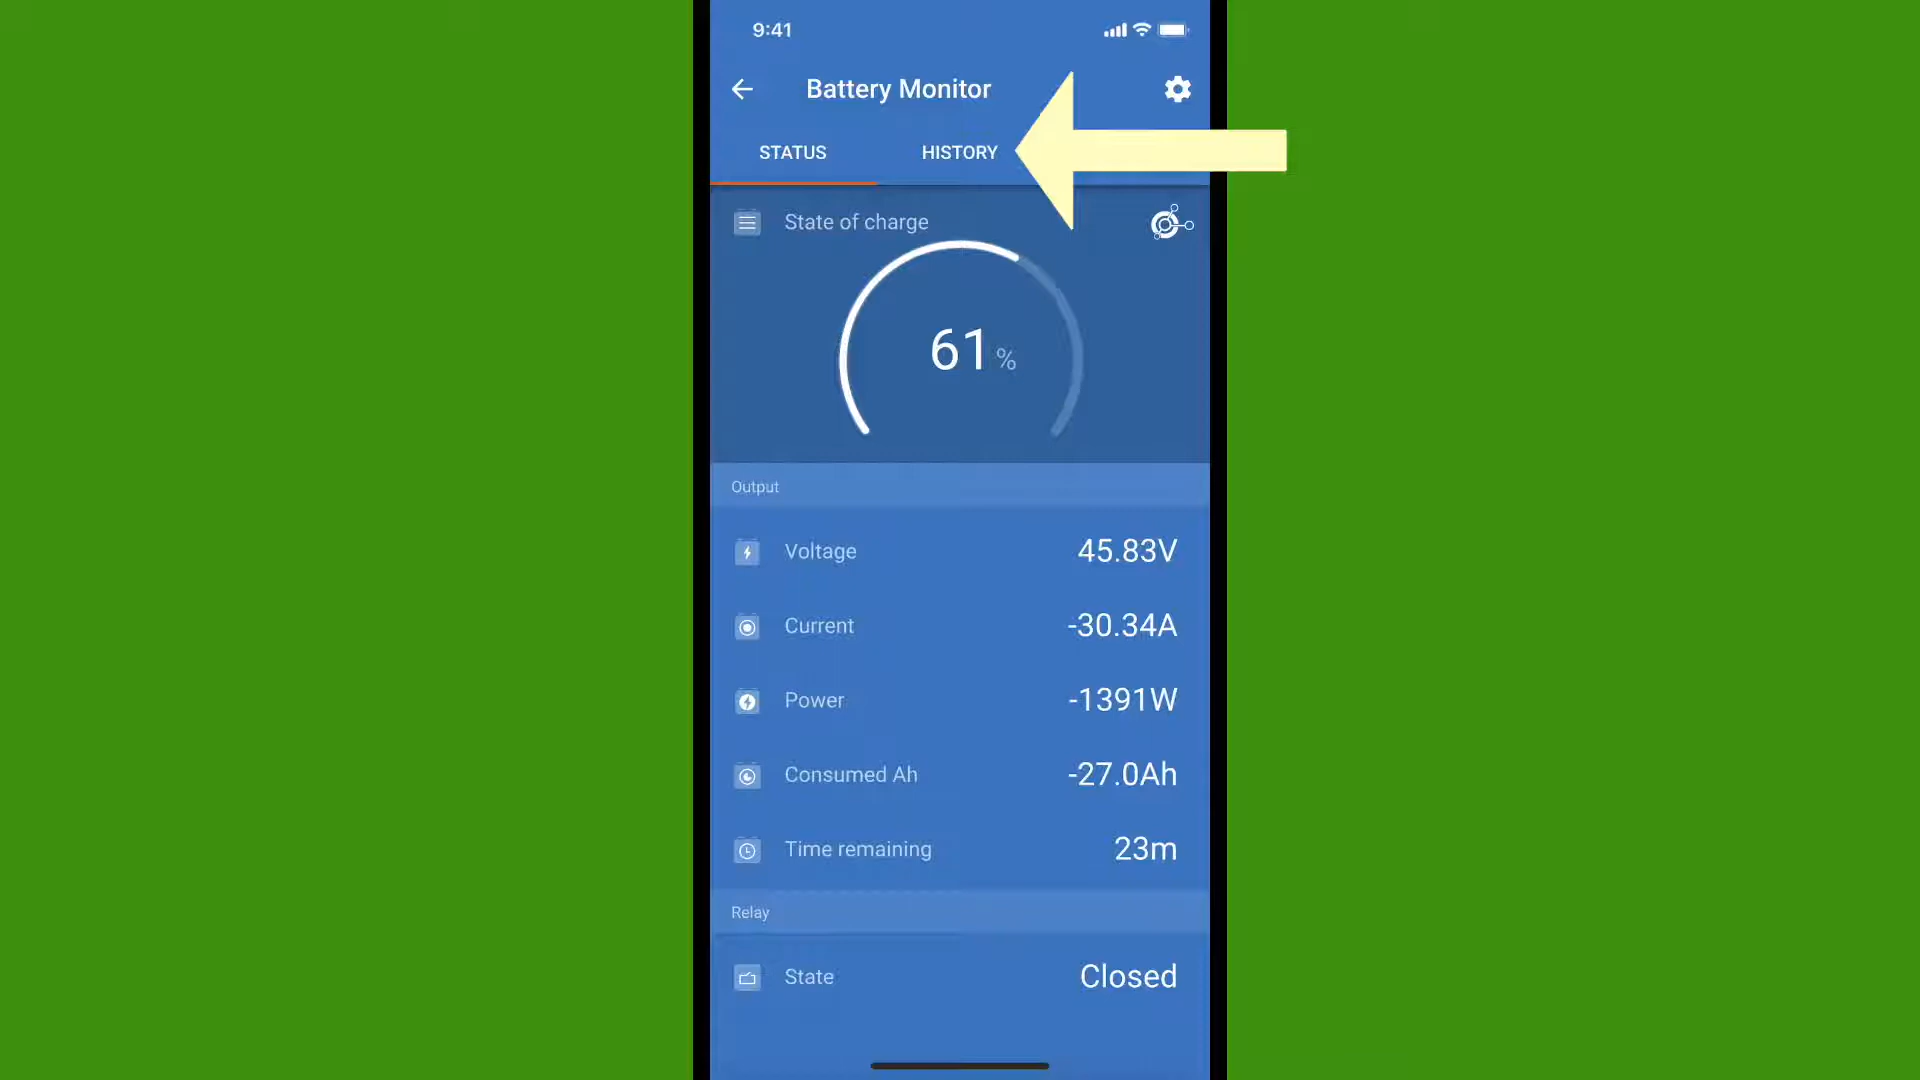 9:41
Battery Monitor
STATUS HISTORY
State of charge
61 %
Output
Voltage 45.83V
Current -30.34A
Power -1391W
Consumed Ah -27.0Ah
Time remaining 23m
Relay
State Closed